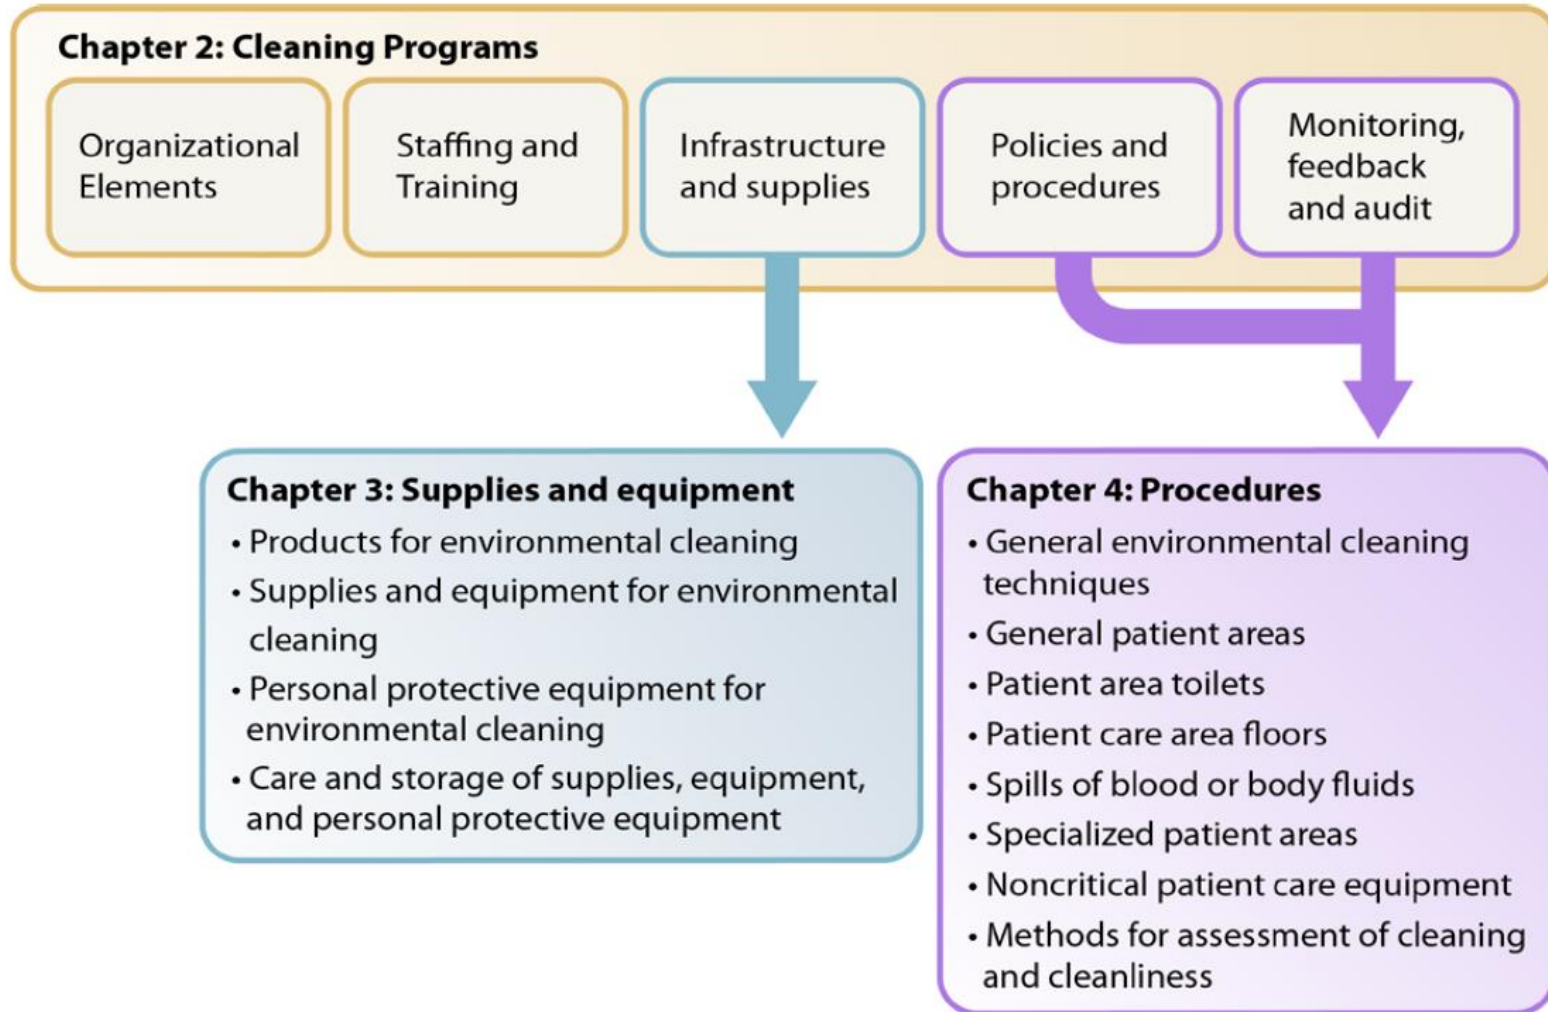 Chapter 2: Cleaning Programs
Organizational
Elements
Staffing and
Training
Infrastructure
and supplies
Policies and
procedures
Monitoring,
feedback
and audit
Chapter 3: Supplies and equipment
• Products for environmental cleaning
• Supplies and equipment for environmental
cleaning
• Personal protective equipment for
environmental cleaning
• Care and storage of supplies, equipment,
and personal protective equipment
Chapter 4: Procedures
• General environmental cleaning
techniques
• General patient areas
• Patient area toilets
• Patient care area floors
• Spills of blood or body fluids
• Specialized patient areas
• Noncritical patient care equipment
• Methods for assessment of cleaning
and cleanliness